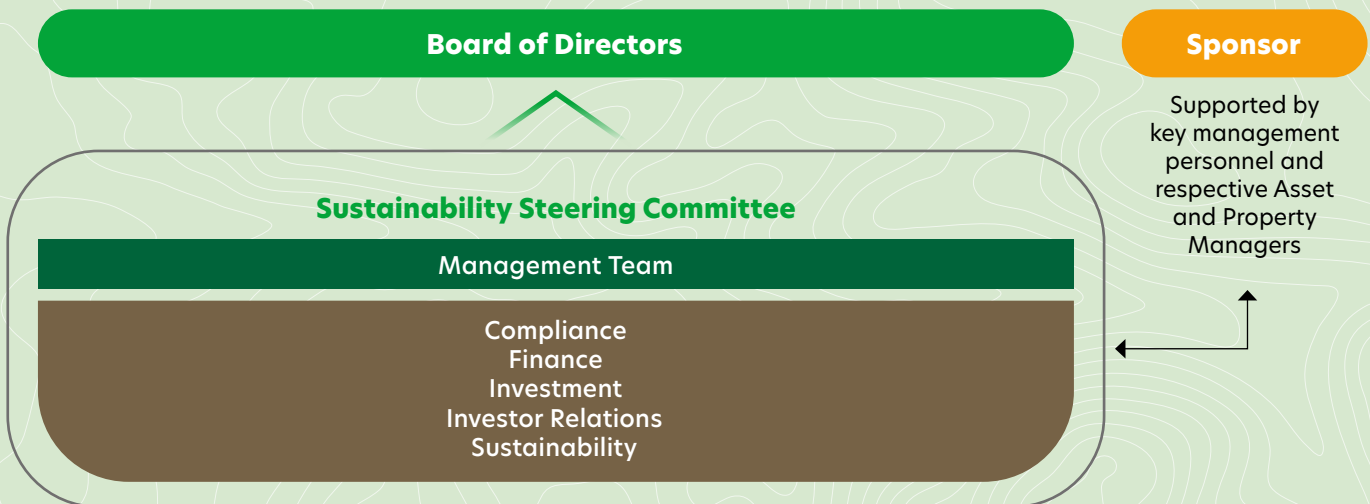 Board of Directors
Sponsor
Supported by
key management
personnel and
respective Asset
and Property
Managers
Sustainability Steering Committee
Management Team
Compliance
Finance
Investment
Investor Relations
Sustainability